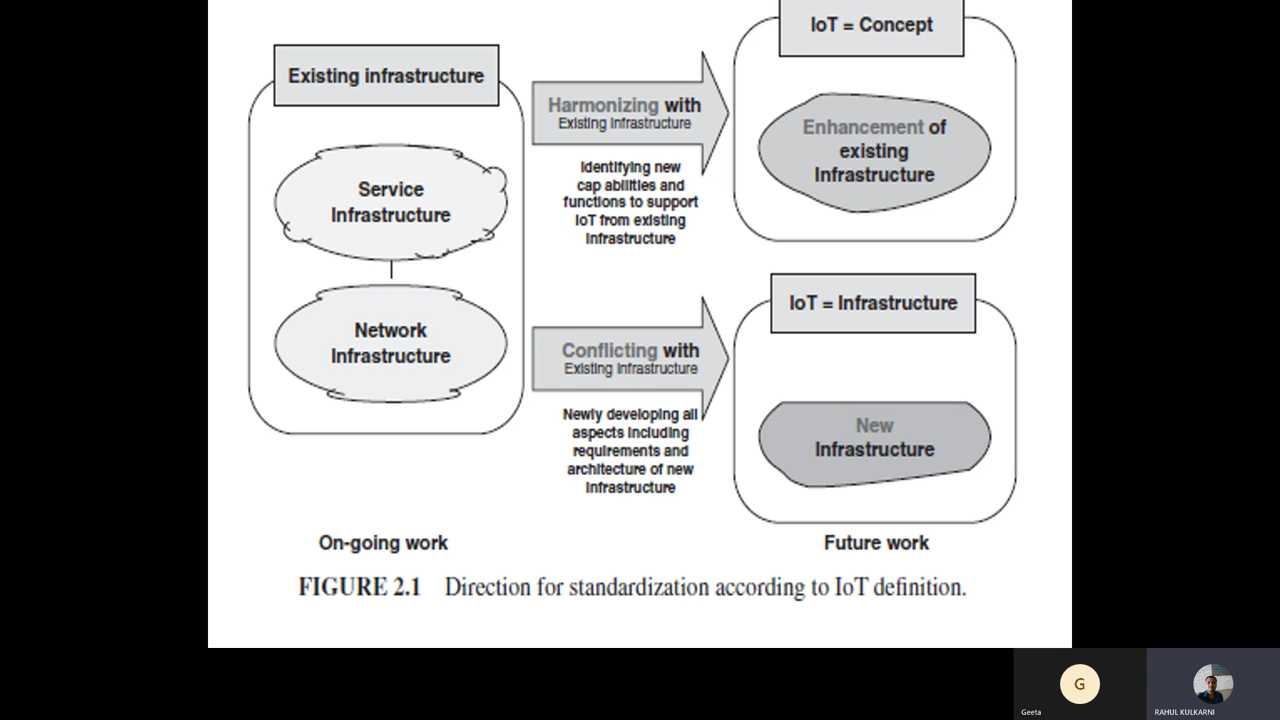 Existing infrastructure
Service
Infrastructure
Network
Infrastructure
On-going work
Harmonizing with
Existing Infrastructure
Identifying new
cap abilities and
functions to support
IoT from existing
Infrastructure
Conflicting with
Existing Infrastructure
Newly developing all
aspects including
requirements and
architecture of new
Infrastructure
IoT = Concept
Enhancement of
existing
Infrastructure
IoT = Infrastructure
New
Infrastructure
Future work
FIGURE 2.1 Direction for standardization according to IoT definition.
G
Geeta
RAHUL KULKARNI